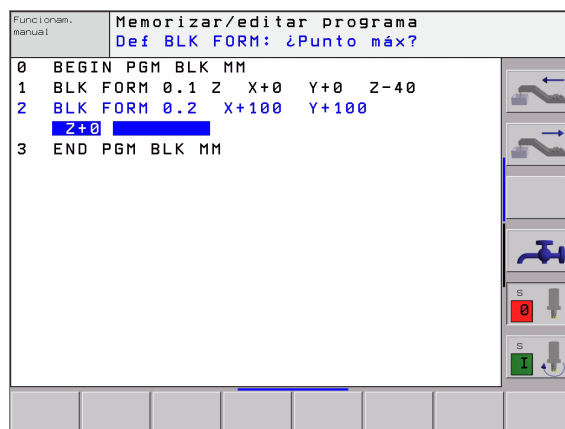 Funcionam.
manual
Memorizar/editar programa
Def BLK FORM: ¿Punto máx?
0 BEGIN PGM BLK MM
1 BLK FORM 0.1 Z X+0 Y+0 Z-40
2 BLK FORM 0.2 X+100 Y+100
Z+0
3 END PGM BLK MM
S
0
S
I